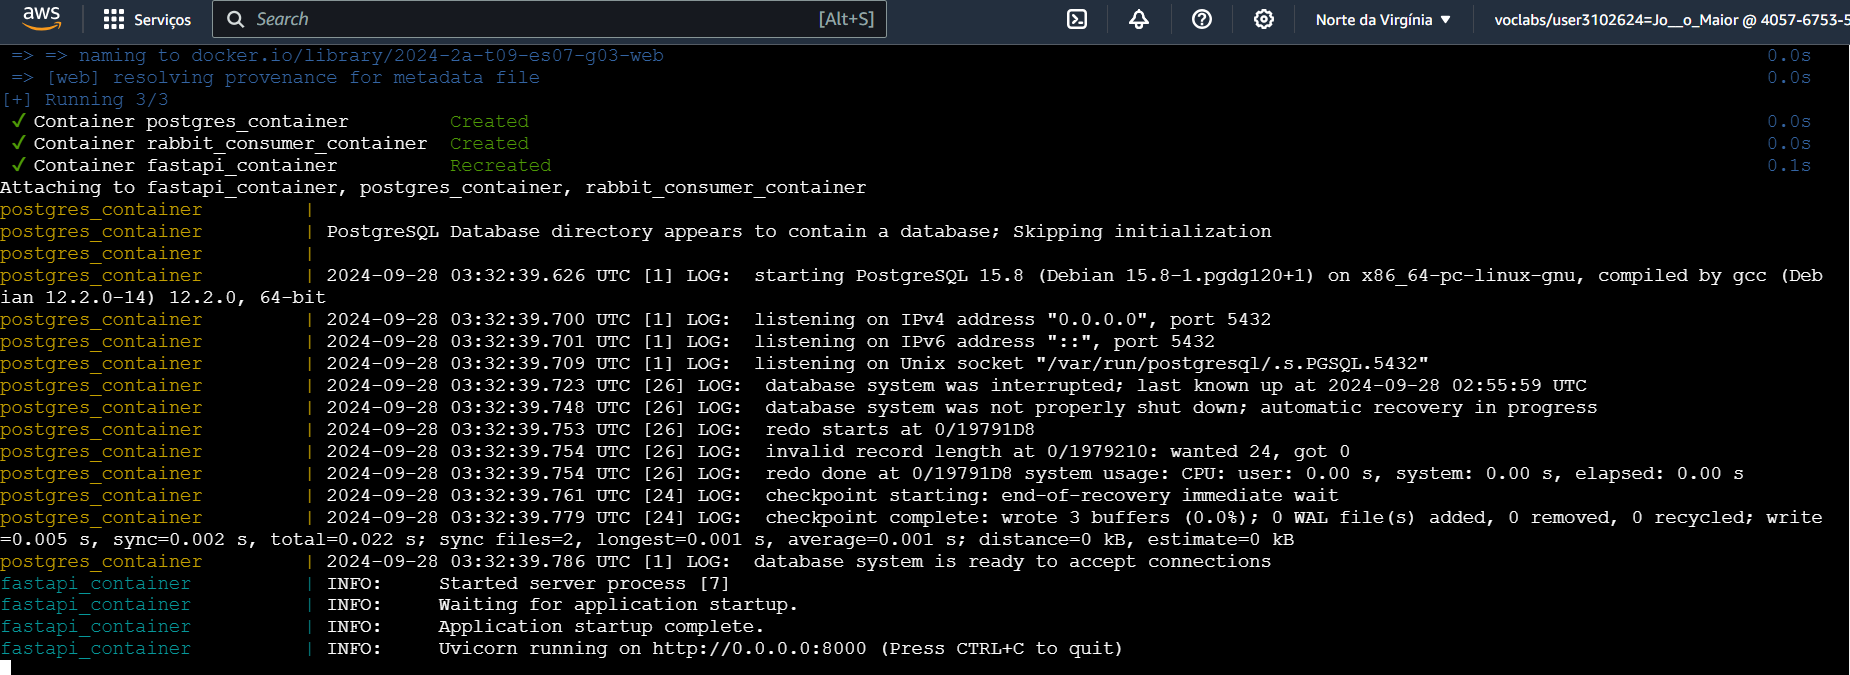 aws Serviços Search [Alt+S] Norte da Virgínia ▼ voclabs/user3102624=Jo__o_Maior @ 4057-6753-5
=> => naming to docker.io/library/2024-2a-t09-es07-g03-web 0.0s
=> [web] resolving provenance for metadata file 0.0s
[+] Running 3/3
✓ Container postgres_container Created 0.0s
✓ Container rabbit_consumer_container Created 0.0s
✓ Container fastapi_container Recreated 0.1s
Attaching to fastapi_container, postgres_container, rabbit_consumer_container
postgres_container |
postgres_container | PostgreSQL Database directory appears to contain a database; Skipping initialization
postgres_container |
postgres_container | 2024-09-28 03:32:39.626 UTC [1] LOG:  starting PostgreSQL 15.8 (Debian 15.8-1.pgdg120+1) on x86_64-pc-linux-gnu, compiled by gcc (Deb
ian 12.2.0-14) 12.2.0, 64-bit
postgres_container | 2024-09-28 03:32:39.700 UTC [1] LOG:  listening on IPv4 address "0.0.0.0", port 5432
postgres_container | 2024-09-28 03:32:39.701 UTC [1] LOG:  listening on IPv6 address "::", port 5432
postgres_container | 2024-09-28 03:32:39.709 UTC [1] LOG:  listening on Unix socket "/var/run/postgresql/.s.PGSQL.5432"
postgres_container | 2024-09-28 03:32:39.723 UTC [26] LOG:  database system was interrupted; last known up at 2024-09-28 02:55:59 UTC
postgres_container | 2024-09-28 03:32:39.748 UTC [26] LOG:  database system was not properly shut down; automatic recovery in progress
postgres_container | 2024-09-28 03:32:39.753 UTC [26] LOG:  redo starts at 0/19791D8
postgres_container | 2024-09-28 03:32:39.754 UTC [26] LOG:  invalid record length at 0/1979210: wanted 24, got 0
postgres_container | 2024-09-28 03:32:39.754 UTC [26] LOG:  redo done at 0/19791D8 system usage: CPU: user: 0.00 s, system: 0.00 s, elapsed: 0.00 s
postgres_container | 2024-09-28 03:32:39.761 UTC [24] LOG:  checkpoint starting: end-of-recovery immediate wait
postgres_container | 2024-09-28 03:32:39.779 UTC [24] LOG:  checkpoint complete: wrote 3 buffers (0.0%); 0 WAL file(s) added, 0 removed, 0 recycled; write
=0.005 s, sync=0.002 s, total=0.022 s; sync files=2, longest=0.001 s, average=0.001 s; distance=0 kB, estimate=0 kB
postgres_container | 2024-09-28 03:32:39.786 UTC [1] LOG:  database system is ready to accept connections
fastapi_container | INFO:     Started server process [7]
fastapi_container | INFO:     Waiting for application startup.
fastapi_container | INFO:     Application startup complete.
fastapi_container | INFO:     Uvicorn running on http://0.0.0.0:8000 (Press CTRL+C to quit)